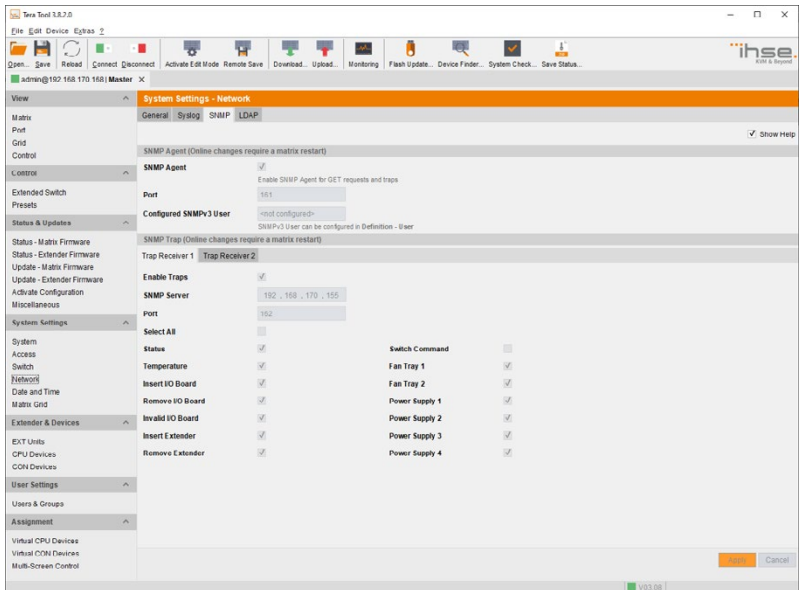 Tera Tool 3.8.2.0
File Edit Device Extras ?
Open... Save Reload Connect Disconnect Activate Edit Mode Remote Save Download... Upload... Monitoring Flash Update... Device Finder... System Check... Save Status...
ihse.
KVM & Beyond
admin@192.168.170.168| Master X
View
Matrix
Port
Grid
Control
Control
Extended Switch
Presets
Status & Updates
Status - Matrix Firmware
Status - Extender Firmware
Update - Matrix Firmware
Update - Extender Firmware
Activate Configuration
Miscellaneous
System Settings
System
Access
Switch
Network
Date and Time
Matrix Grid
Extender & Devices
EXT Units
CPU Devices
CON Devices
User Settings
Users & Groups
Assignment
Virtual CPU Devices
Virtual CON Devices
Multi-Screen Control
System Settings - Network
General Syslog SNMP LDAP
Show Help
SNMP Agent (Online changes require a matrix restart)
SNMP Agent
Enable SNMP Agent for GET requests and traps
Port 161
Configured SNMPv3 User <not configured>
SNMPv3 User can be configured in Definition - User
SNMP Trap (Online changes require a matrix restart)
Trap Receiver 1 Trap Receiver 2
Enable Traps
SNMP Server 192 . 168 . 170 . 155
Port 162
Select All
Status Switch Command
Temperature Fan Tray 1
Insert I/O Board Fan Tray 2
Remove I/O Board Power Supply 1
Invalid I/O Board Power Supply 2
Insert Extender Power Supply 3
Remove Extender Power Supply 4
Apply Cancel
V03.08